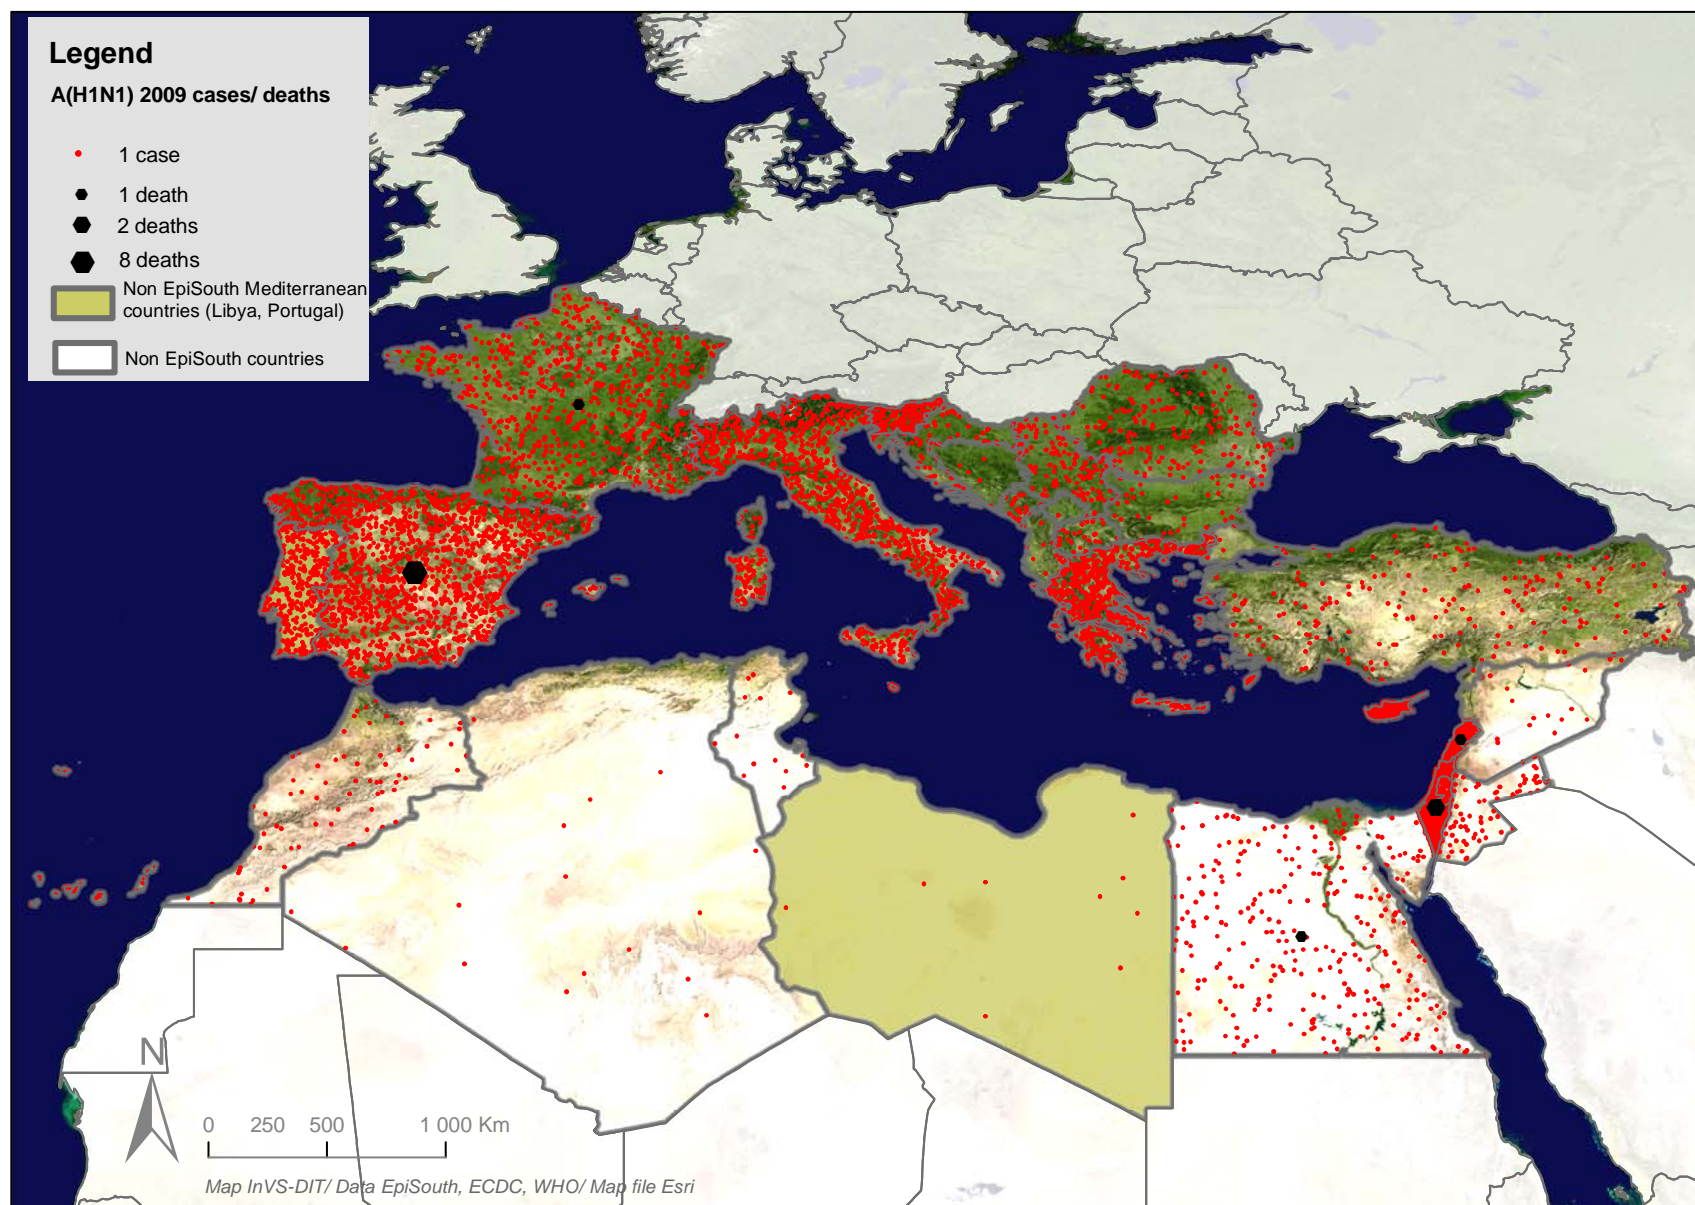 Legend
A(H1N1) 2009 cases/ deaths
1 case
1 death
2 deaths
8 deaths
Non EpiSouth Mediterranean
countries (Libya, Portugal)
Non EpiSouth countries
N
0 250 500 1 000 Km
Map InVS-DIT/ Data EpiSouth, ECDC, WHO/ Map file Esri